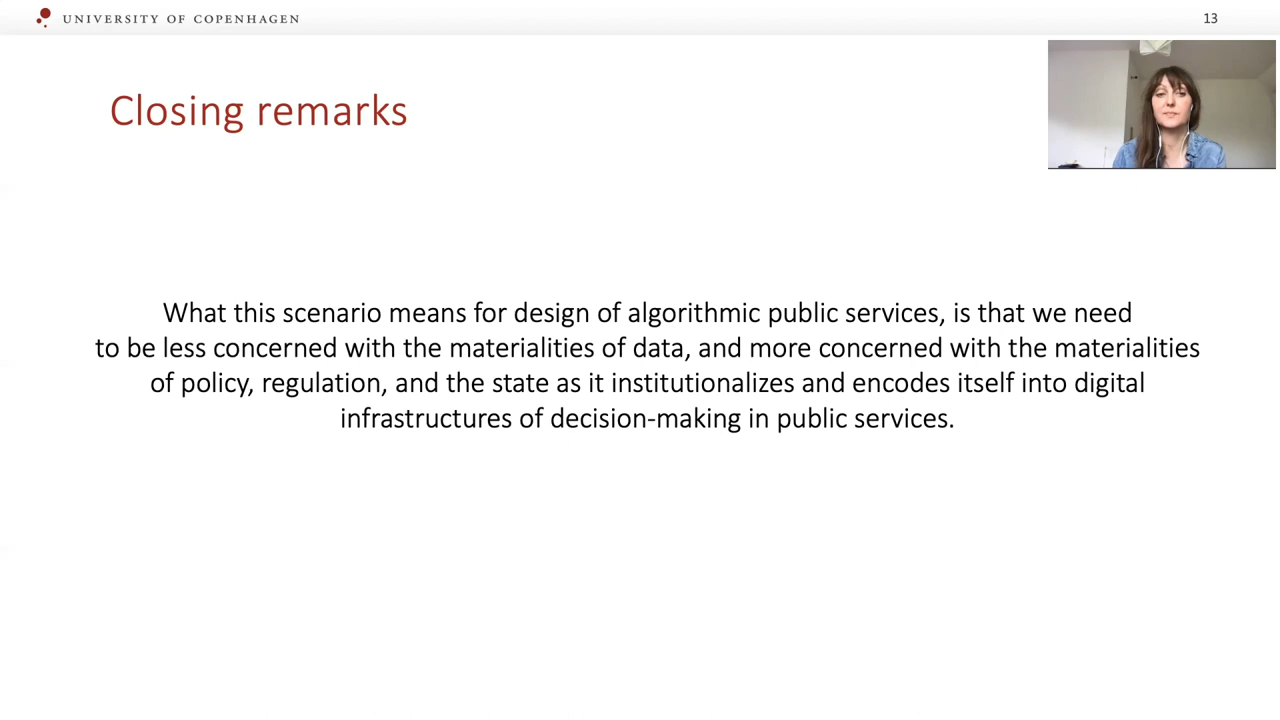 UNIVERSITY OF COPENHAGEN
13
Closing remarks
What this scenario means for design of algorithmic public services, is that we need
to be less concerned with the materialities of data, and more concerned with the materialities
of policy, regulation, and the state as it institutionalizes and encodes itself into digital
infrastructures of decision-making in public services.